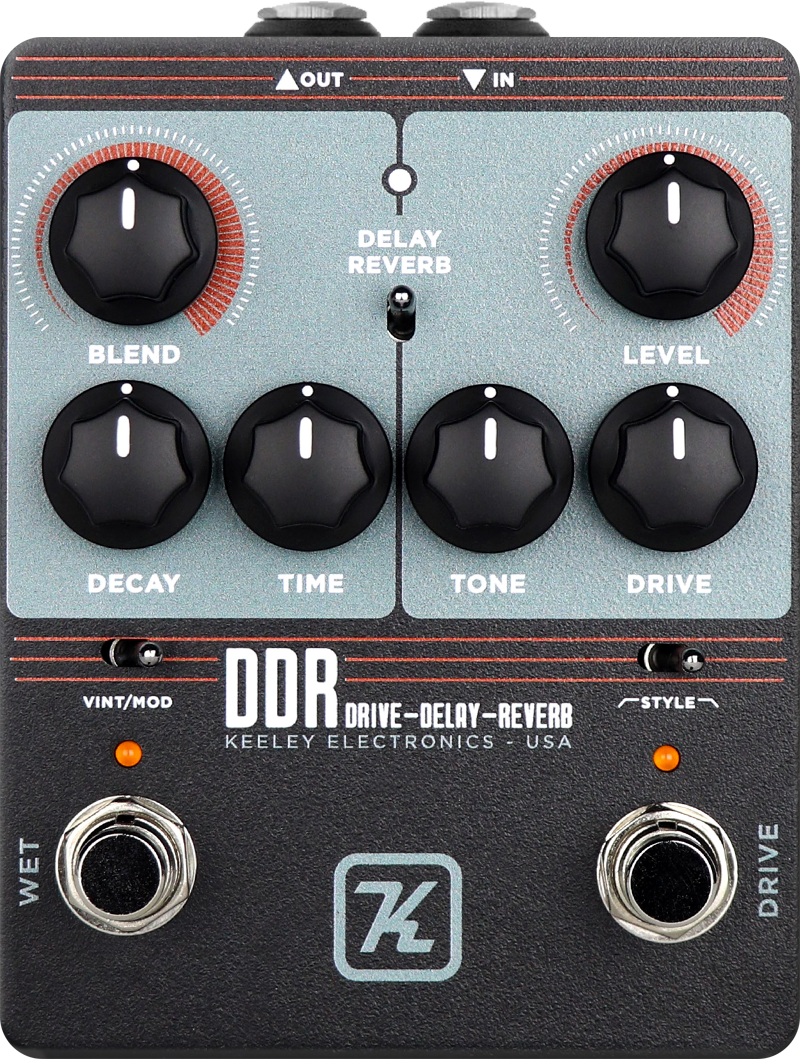 OUT IN
DELAY
REVERB
BLEND LEVEL
DECAY TIME TONE DRIVE
VINT/MOD DDR DRIVE-DELAY-REVERB STYLE
KEELEY ELECTRONICS - USA
WET DRIVE
K